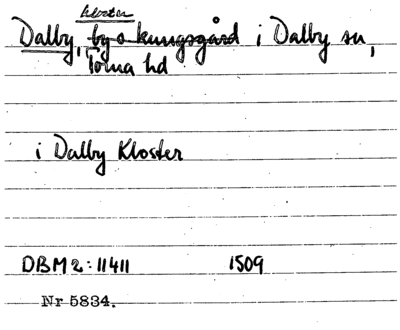 kloster
Dalby, by o kungsgård i Dalby sn,
Torna hd
i Dalby Kloster
DBM 2:11411 1509
Nr 5834.